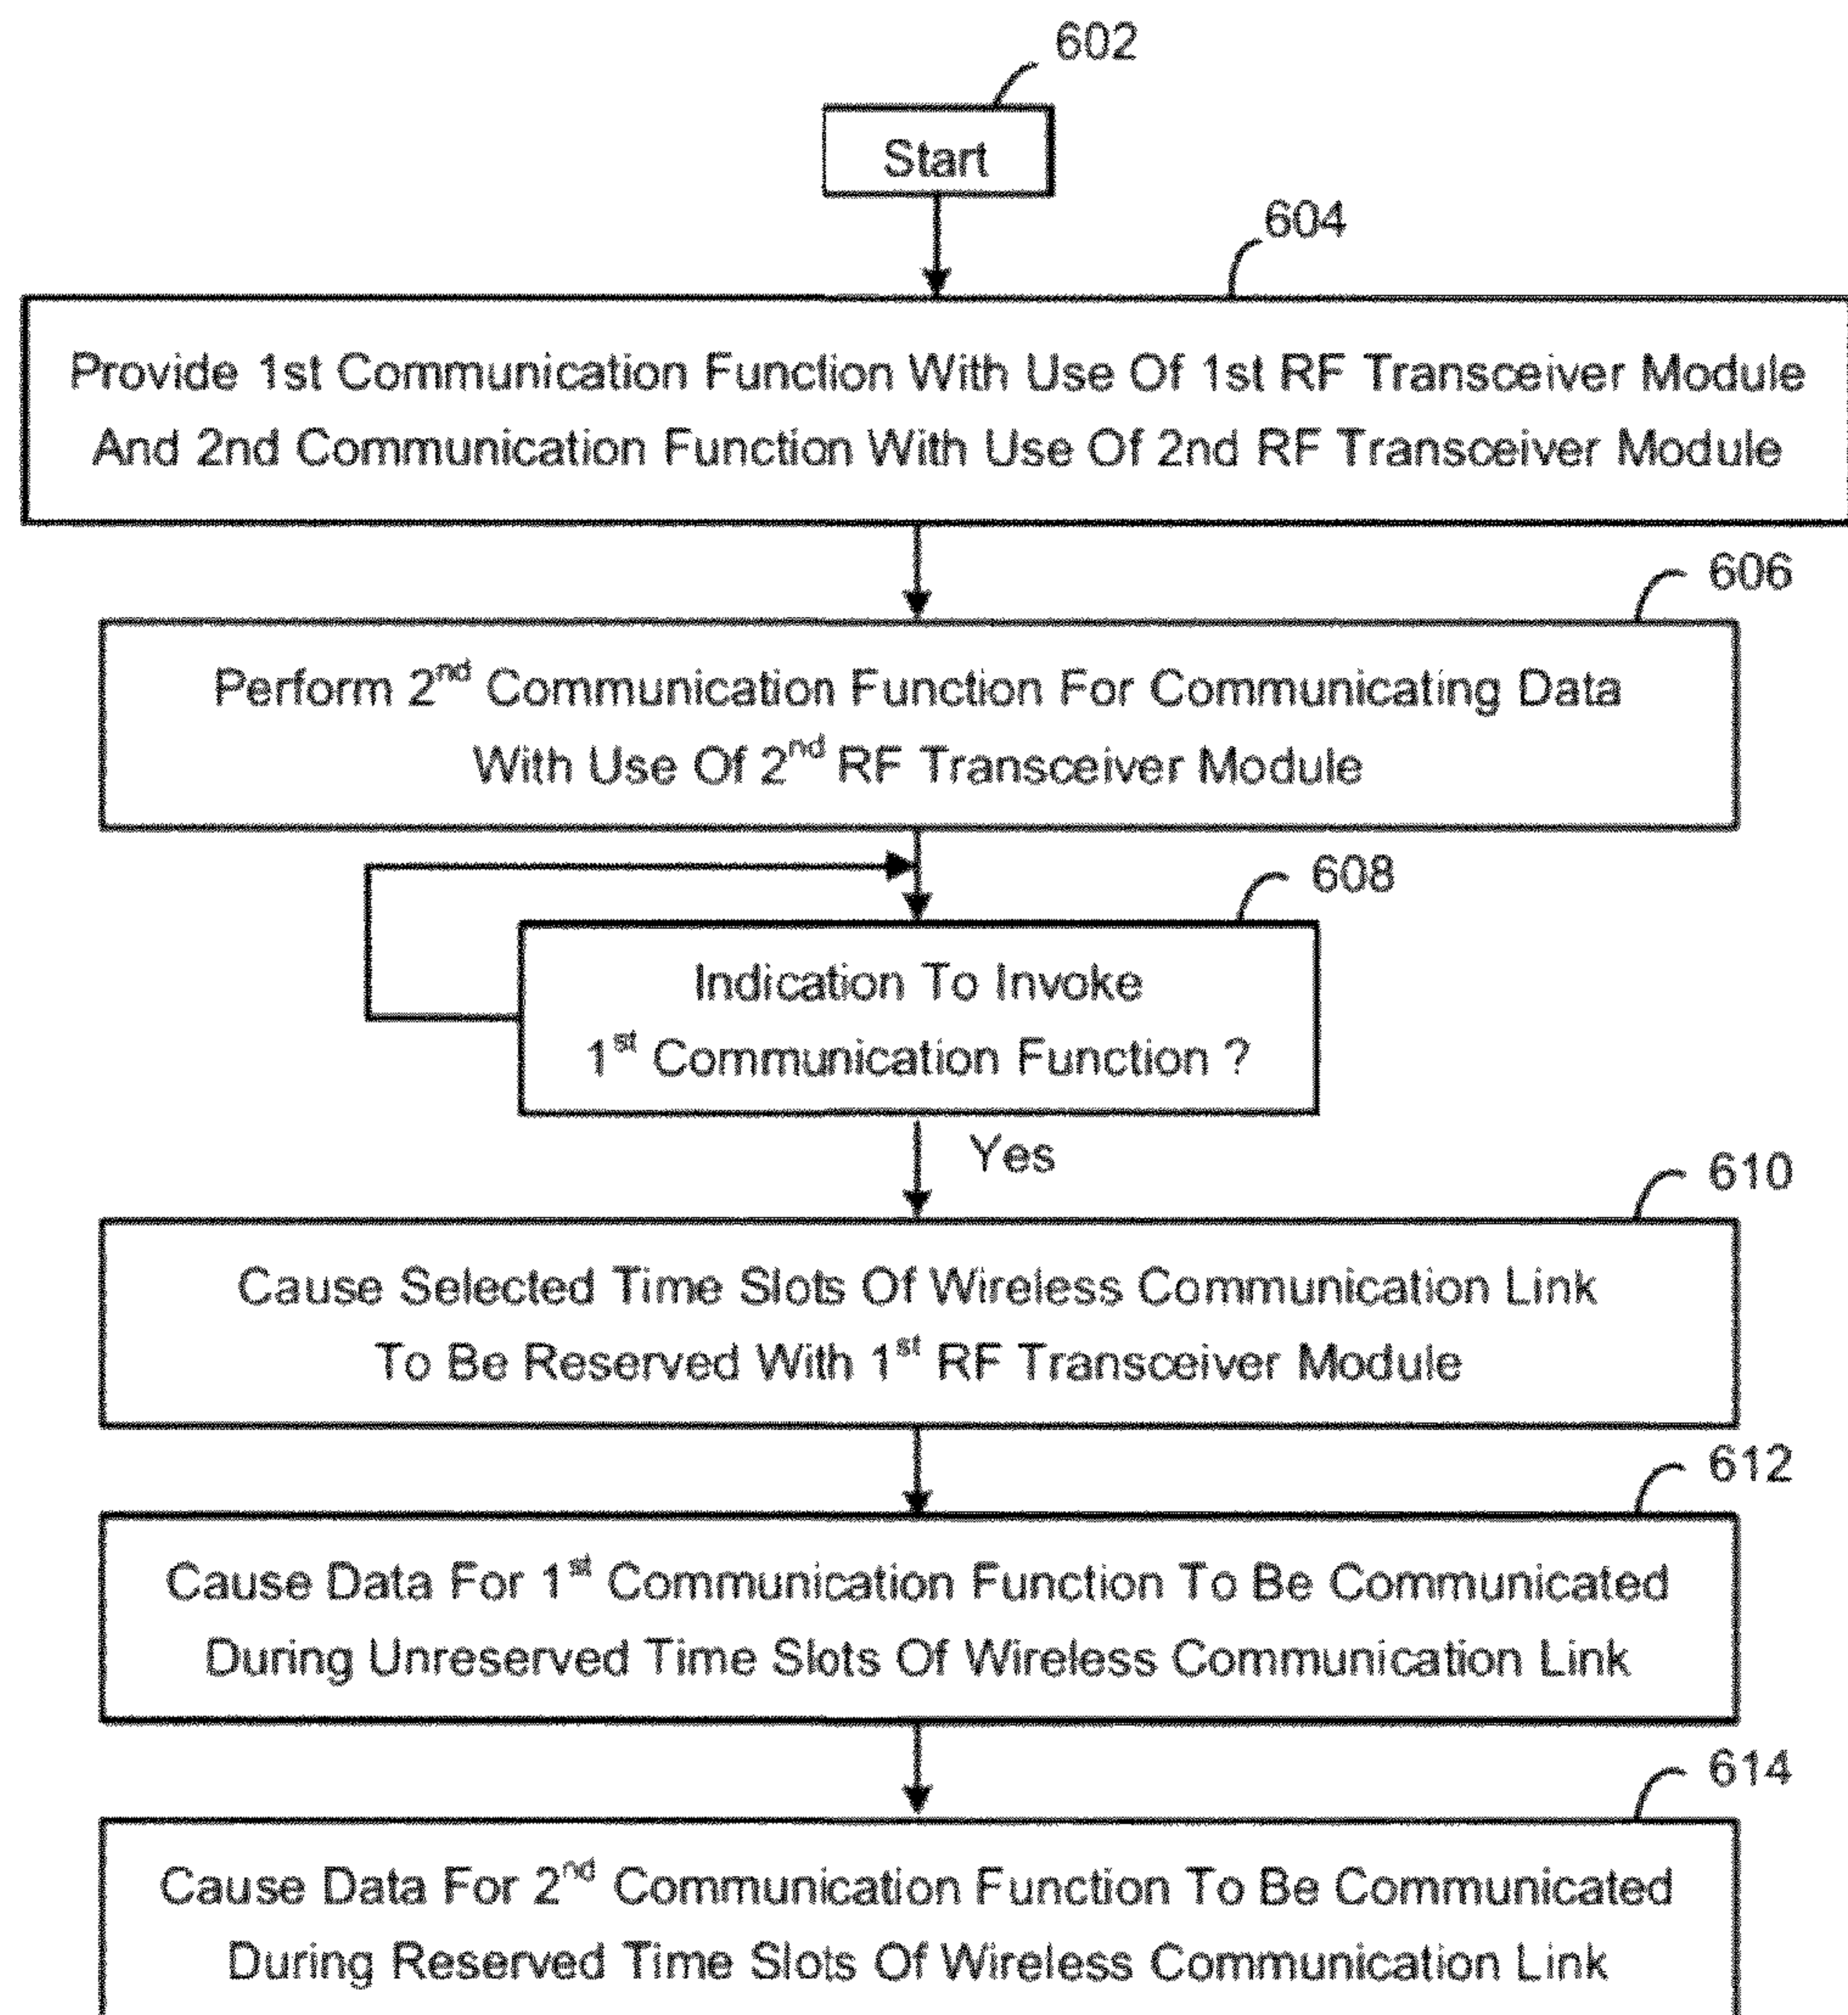 602
Start
604
Provide 1st Communication Function With Use Of 1st RF Transceiver Module
And 2nd Communication Function With Use Of 2nd RF Transceiver Module
606
Perform 2nd Communication Function For Communicating Data
With Use Of 2nd RF Transceiver Module
608
Indication To Invoke
1st Communication Function ?
Yes
610
Cause Selected Time Slots Of Wireless Communication Link
To Be Reserved With 1st RF Transceiver Module
612
Cause Data For 1st Communication Function To Be Communicated
During Unreserved Time Slots Of Wireless Communication Link
614
Cause Data For 2nd Communication Function To Be Communicated
During Reserved Time Slots Of Wireless Communication Link